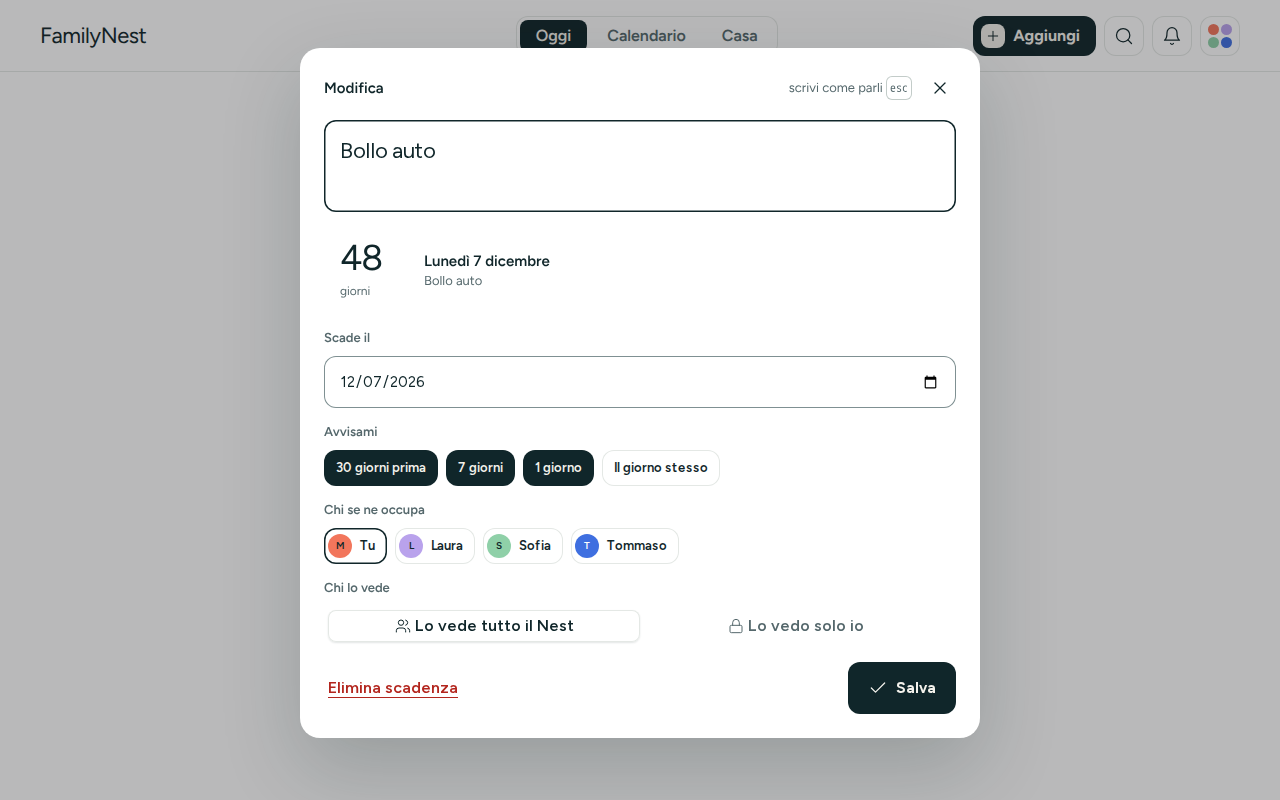 FamilyNest
Oggi
Calendario
Casa
Aggiungi
Modifica
scrivi come parli esc
Bollo auto
48
giorni
Lunedì 7 dicembre
Bollo auto
Scade il
12/07/2026
Avvisami
30 giorni prima
7 giorni
1 giorno
Il giorno stesso
Chi se ne occupa
M Tu
L Laura
S Sofia
T Tommaso
Chi lo vede
Lo vede tutto il Nest
Lo vedo solo io
Elimina scadenza
Salva